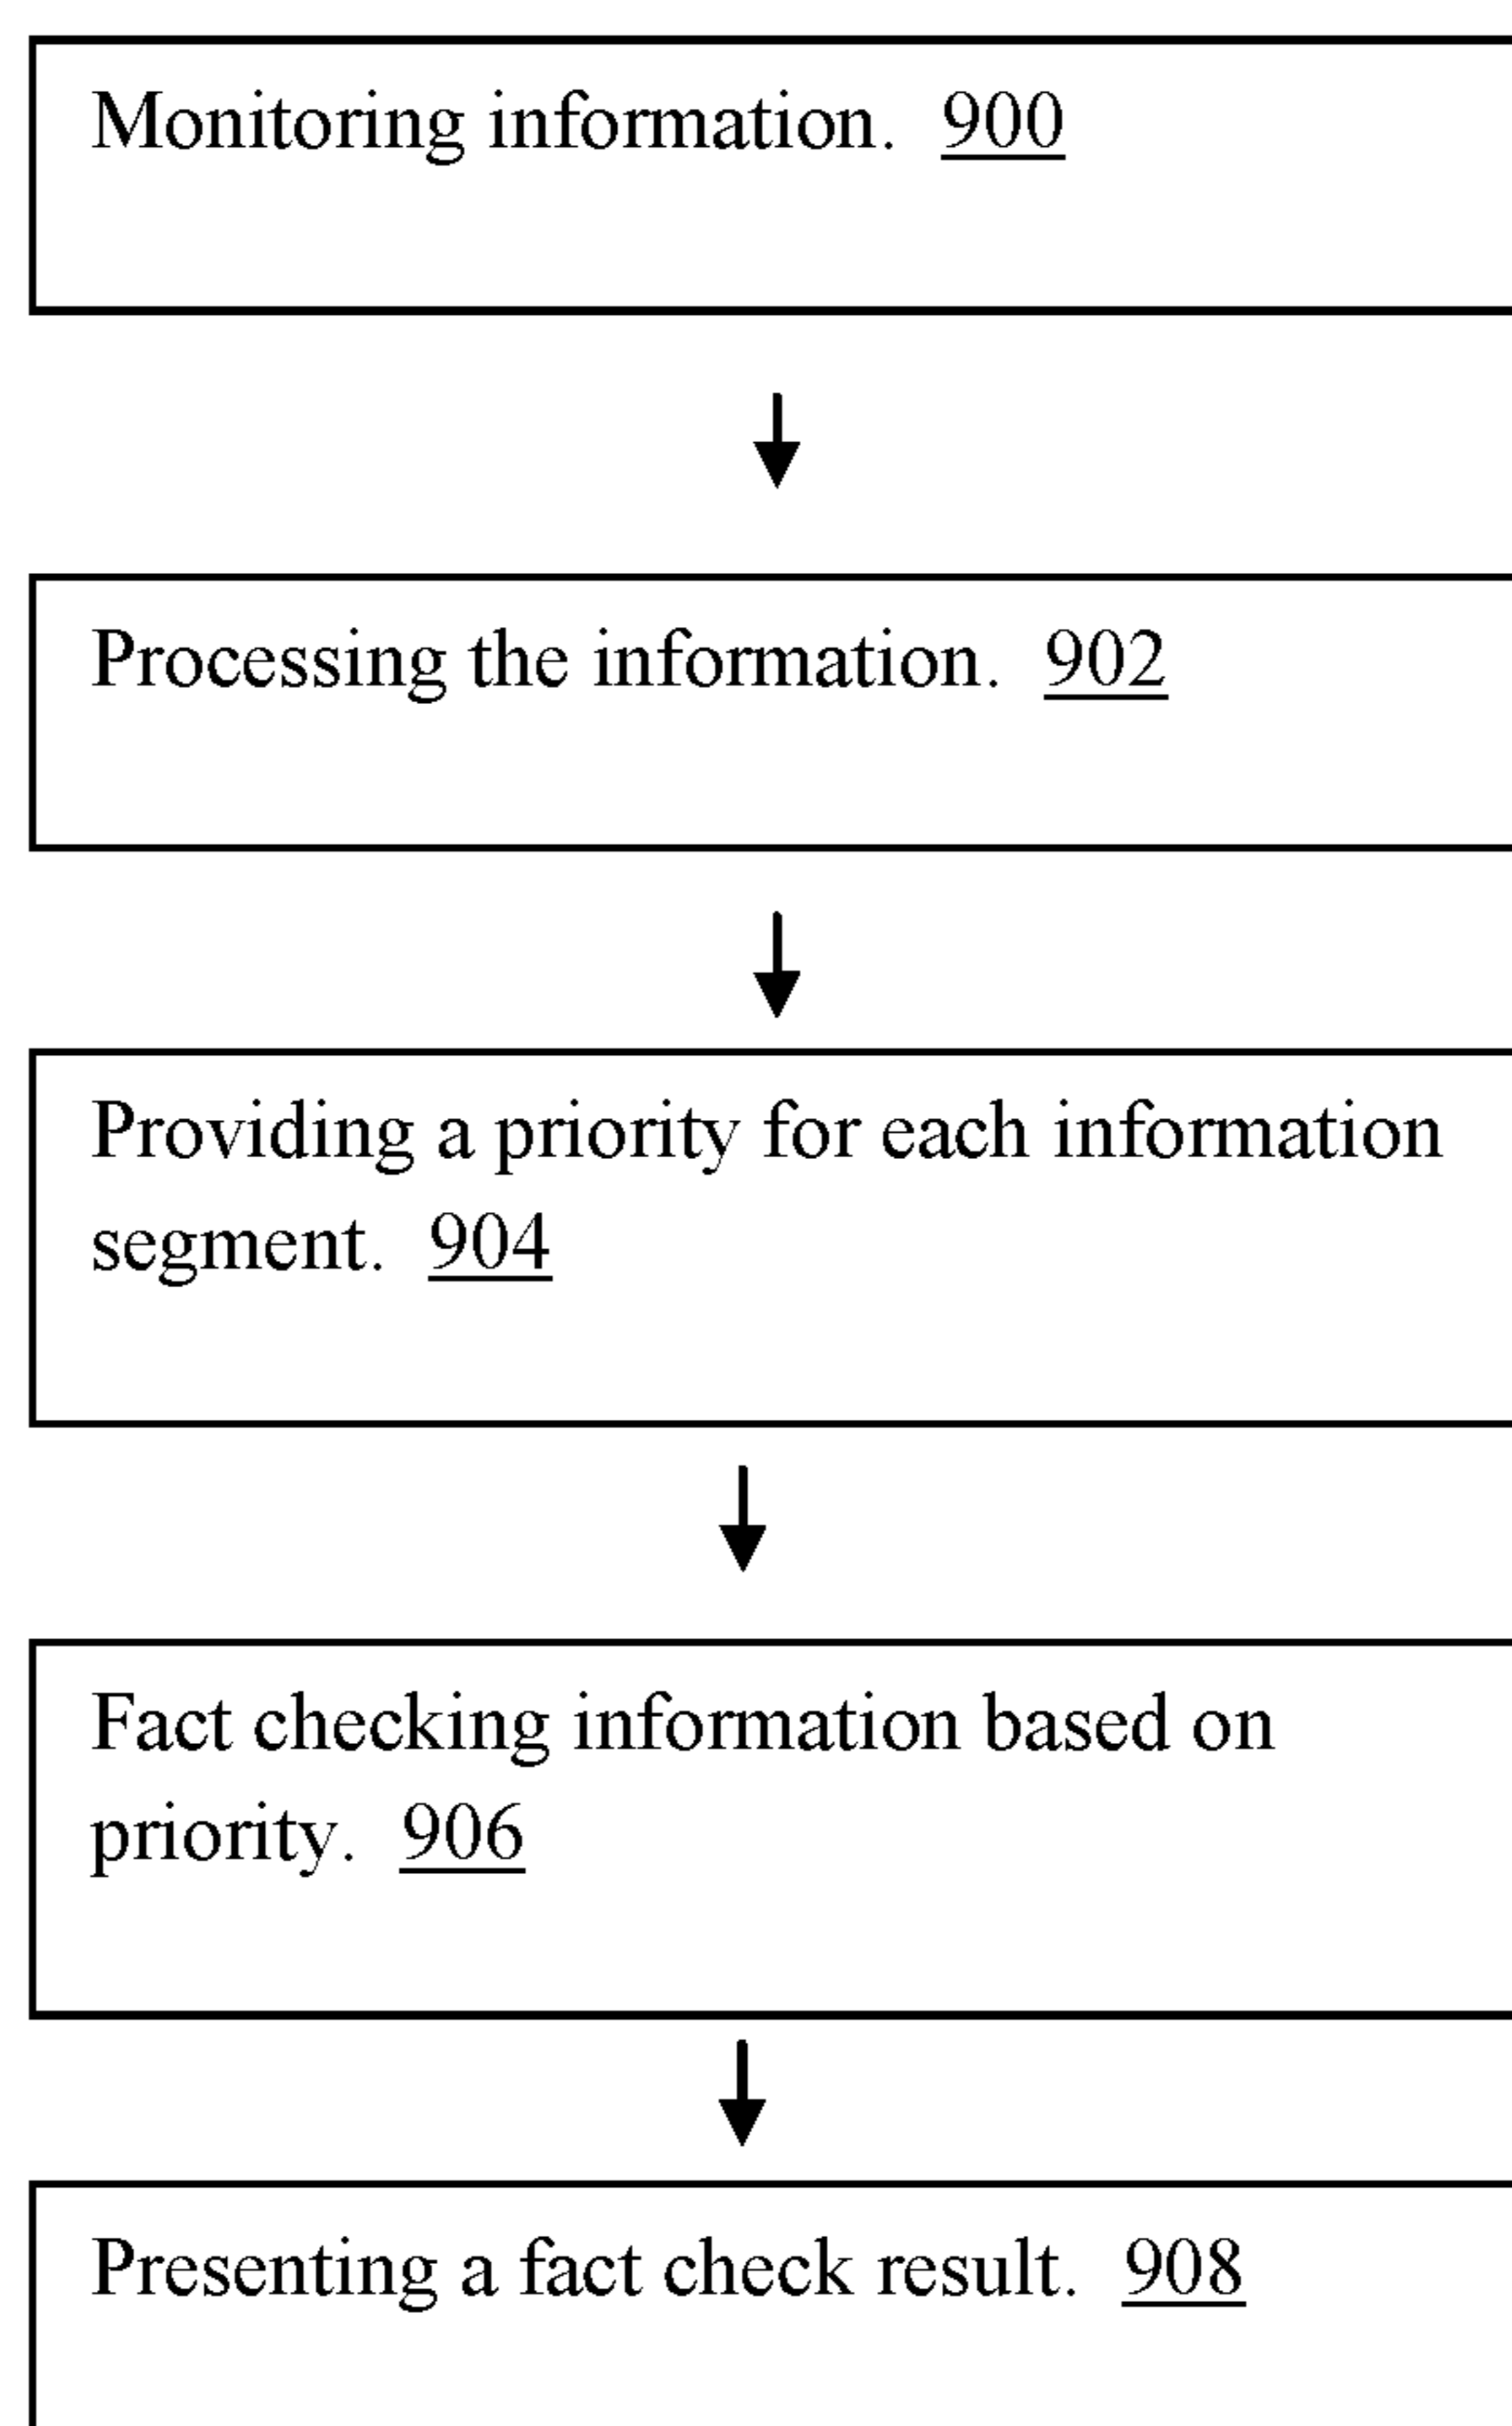 Monitoring information. 900
Processing the information. 902
Providing a priority for each information
segment. 904
Fact checking information based on
priority. 906
Presenting a fact check result. 908